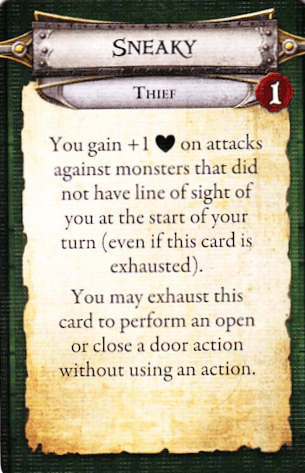 Sneaky
Thief
1
You gain +1 ♥ on attacks
against monsters that did
not have line of sight of
you at the start of your
turn (even if this card is
exhausted).
You may exhaust this
card to perform an open
or close a door action
without using an action.